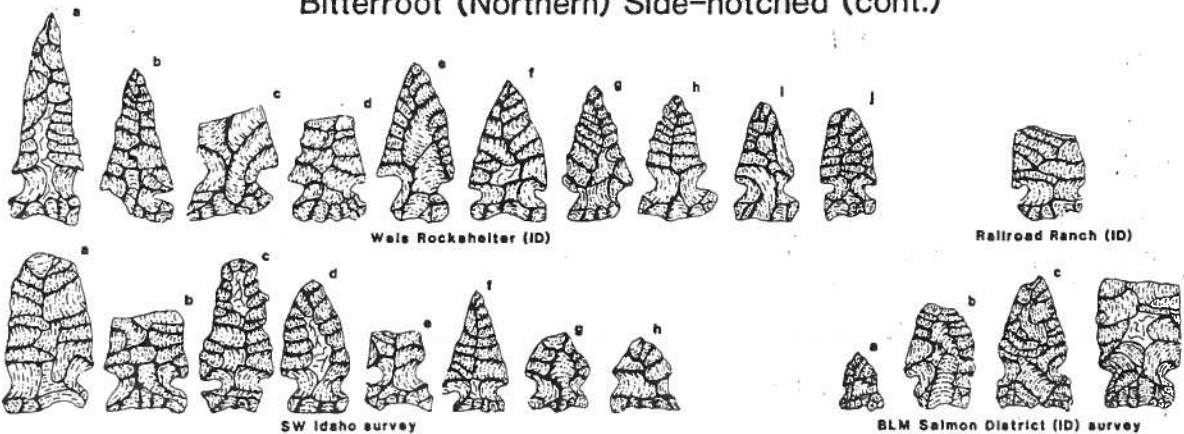 Bitterroot (Northern) Side-notched (cont.)
a b c d e f g h i j
Weis Rockshelter (ID)
Railroad Ranch (ID)
a b c d e f g h
SW Idaho survey
a b c
BLM Salmon District (ID) survey